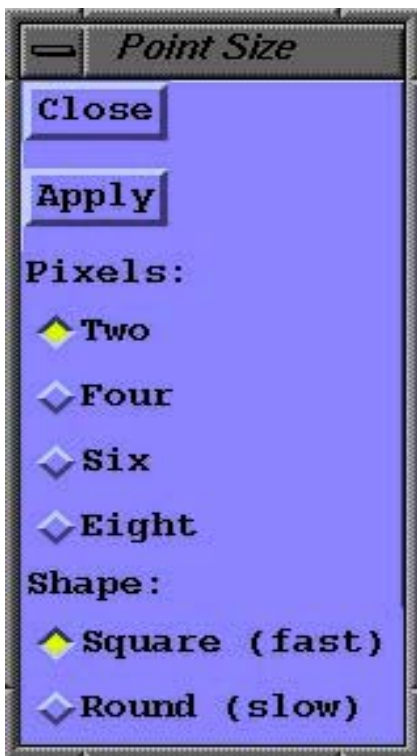 Point Size
Close
Apply
Pixels:
Two
Four
Six
Eight
Shape:
Square (fast)
Round (slow)